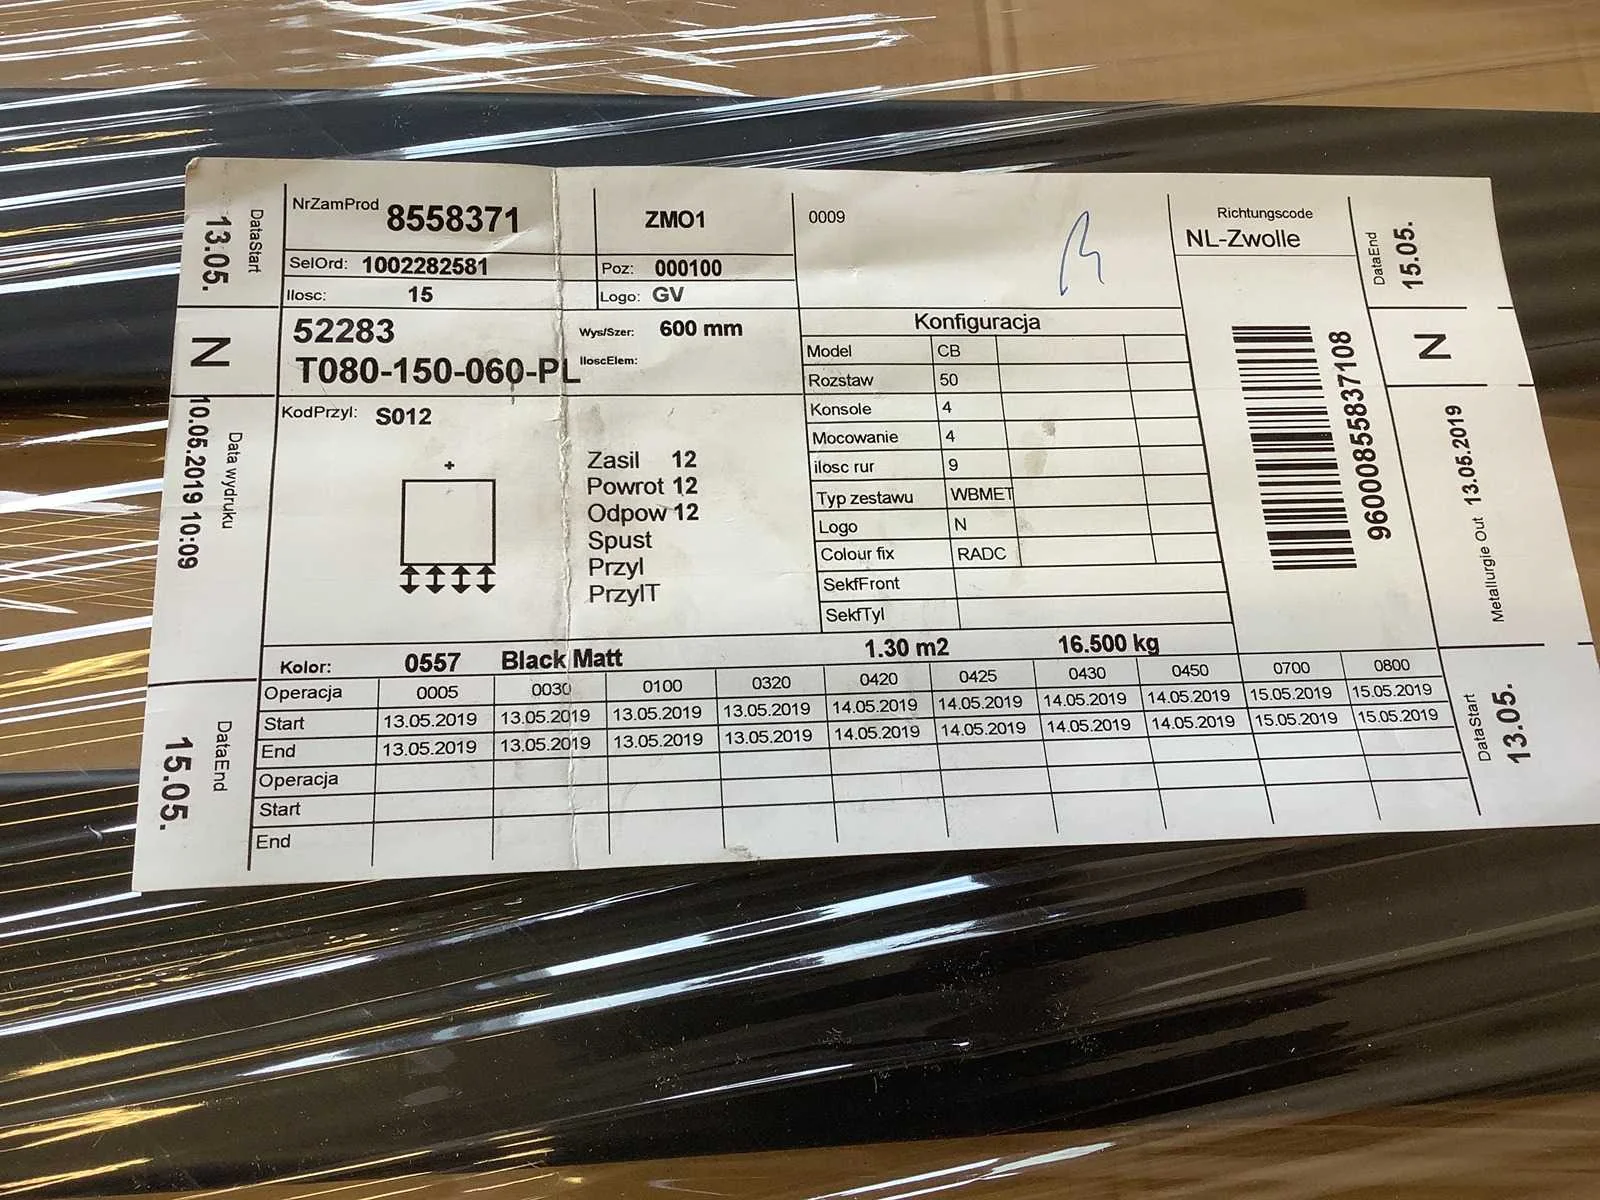 DataStart
13.05.
N
Data wydruku
10.05.2019 10:09
DataEnd
15.05.
NrZamProd 8558371
ZMO1
0009
SelOrd: 1002282581
Poz: 000100
Ilosc: 15
Logo: GV
52283
Wys/Szer: 600 mm
T080-150-060-PL
IloscElem:
KodPrzyl: S012
+
Zasil 12
Powrot 12
Odpow 12
Spust
Przyl
PrzylT
Konfiguracja
Model CB
Rozstaw 50
Konsole 4
Mocowanie 4
ilosc rur 9
Typ zestawu WBMET
Logo N
Colour fix RADC
SekfFront
SekfTyl
Richtungscode
NL-Zwolle
96000855837108
Kolor: 0557 Black Matt 1.30 m2 16.500 kg
Operacja 0005 0030 0100 0320 0420 0425 0430 0450 0700 0800
Start 13.05.2019 13.05.2019 13.05.2019 13.05.2019 14.05.2019 14.05.2019 14.05.2019 14.05.2019 15.05.2019 15.05.2019
End 13.05.2019 13.05.2019 13.05.2019 13.05.2019 14.05.2019 14.05.2019 14.05.2019 14.05.2019 15.05.2019 15.05.2019
Operacja
Start
End
DataEnd
15.05.
N
Metallurgie Out 13.05.2019
DataStart
13.05.